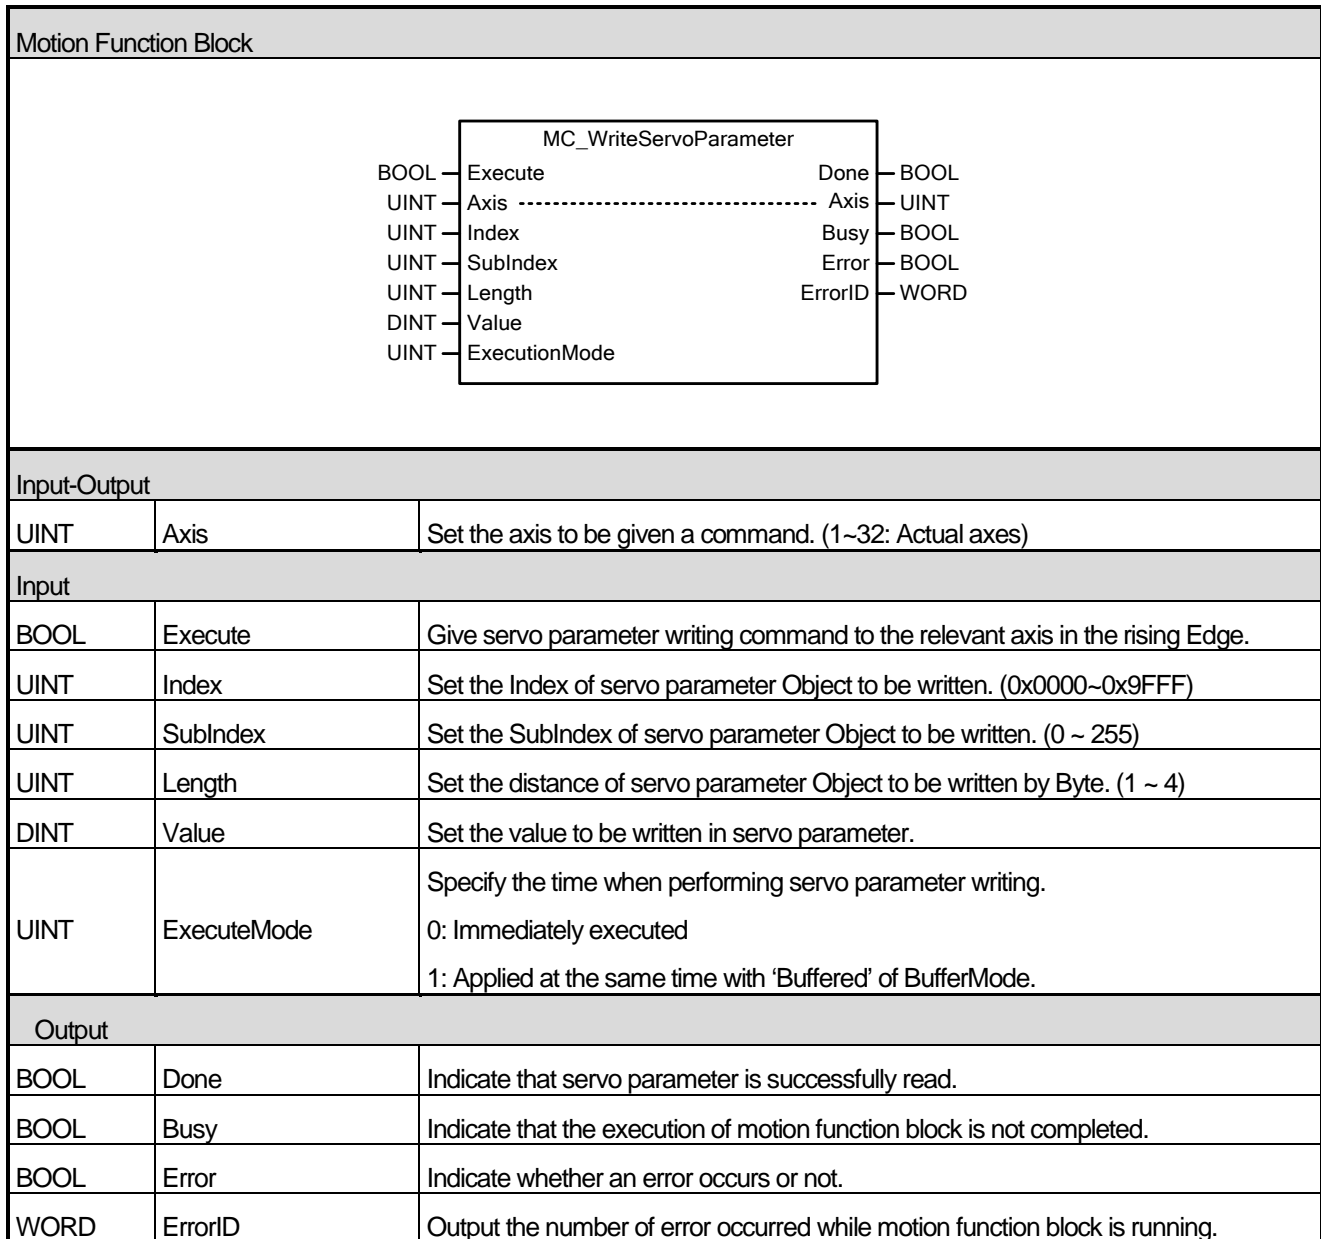 Motion Function Block
MC_WriteServoParameter
BOOL Execute Done BOOL
UINT Axis Axis UINT
UINT Index Busy BOOL
UINT SubIndex Error BOOL
UINT Length ErrorID WORD
DINT Value
UINT ExecutionMode
Input-Output
UINT Axis Set the axis to be given a command. (1~32: Actual axes)
Input
BOOL Execute Give servo parameter writing command to the relevant axis in the rising Edge.
UINT Index Set the Index of servo parameter Object to be written. (0x0000~0x9FFF)
UINT SubIndex Set the SubIndex of servo parameter Object to be written. (0 ~ 255)
UINT Length Set the distance of servo parameter Object to be written by Byte. (1 ~ 4)
DINT Value Set the value to be written in servo parameter.
Specify the time when performing servo parameter writing.
UINT ExecuteMode 0: Immediately executed
1: Applied at the same time with ‘Buffered’ of BufferMode.
Output
BOOL Done Indicate that servo parameter is successfully read.
BOOL Busy Indicate that the execution of motion function block is not completed.
BOOL Error Indicate whether an error occurs or not.
WORD ErrorID Output the number of error occurred while motion function block is running.